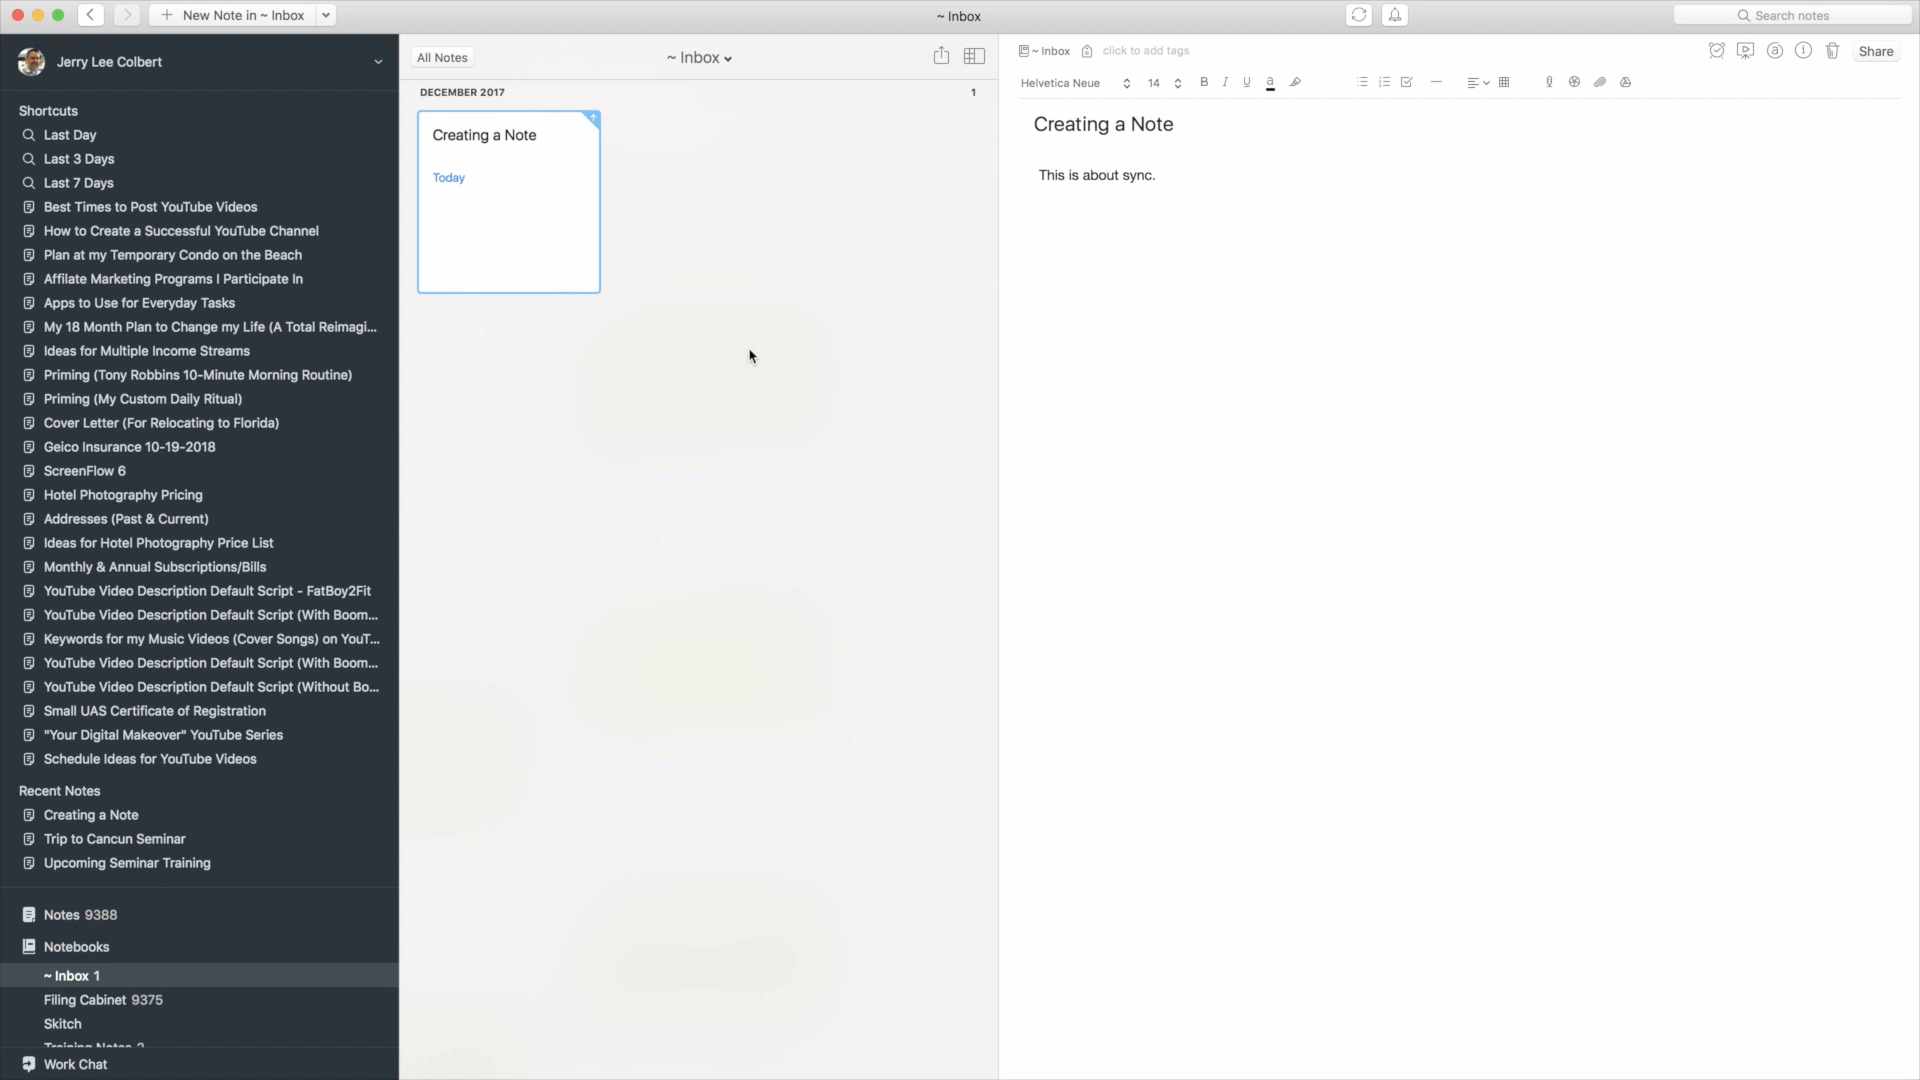 New Note in ~ Inbox
~ Inbox
Search notes
Jerry Lee Colbert
Shortcuts
Last Day
Last 3 Days
Last 7 Days
Best Times to Post YouTube Videos
How to Create a Successful YouTube Channel
Plan at my Temporary Condo on the Beach
Affilate Marketing Programs I Participate In
Apps to Use for Everyday Tasks
My 18 Month Plan to Change my Life (A Total Reimagi...
Ideas for Multiple Income Streams
Priming (Tony Robbins 10-Minute Morning Routine)
Priming (My Custom Daily Ritual)
Cover Letter (For Relocating to Florida)
Geico Insurance 10-19-2018
ScreenFlow 6
Hotel Photography Pricing
Addresses (Past & Current)
Ideas for Hotel Photography Price List
Monthly & Annual Subscriptions/Bills
YouTube Video Description Default Script - FatBoy2Fit
YouTube Video Description Default Script (With Boom...
Keywords for my Music Videos (Cover Songs) on YouT...
YouTube Video Description Default Script (With Boom...
YouTube Video Description Default Script (Without Bo...
Small UAS Certificate of Registration
"Your Digital Makeover" YouTube Series
Schedule Ideas for YouTube Videos
Recent Notes
Creating a Note
Trip to Cancun Seminar
Upcoming Seminar Training
Notes 9388
Notebooks
~ Inbox 1
Filing Cabinet 9375
Skitch
Training Notes 2
Work Chat
All Notes
~ Inbox
DECEMBER 2017 1
Creating a Note
Today
~ Inbox click to add tags
Share
Helvetica Neue 14 B I U a
Creating a Note
This is about sync.